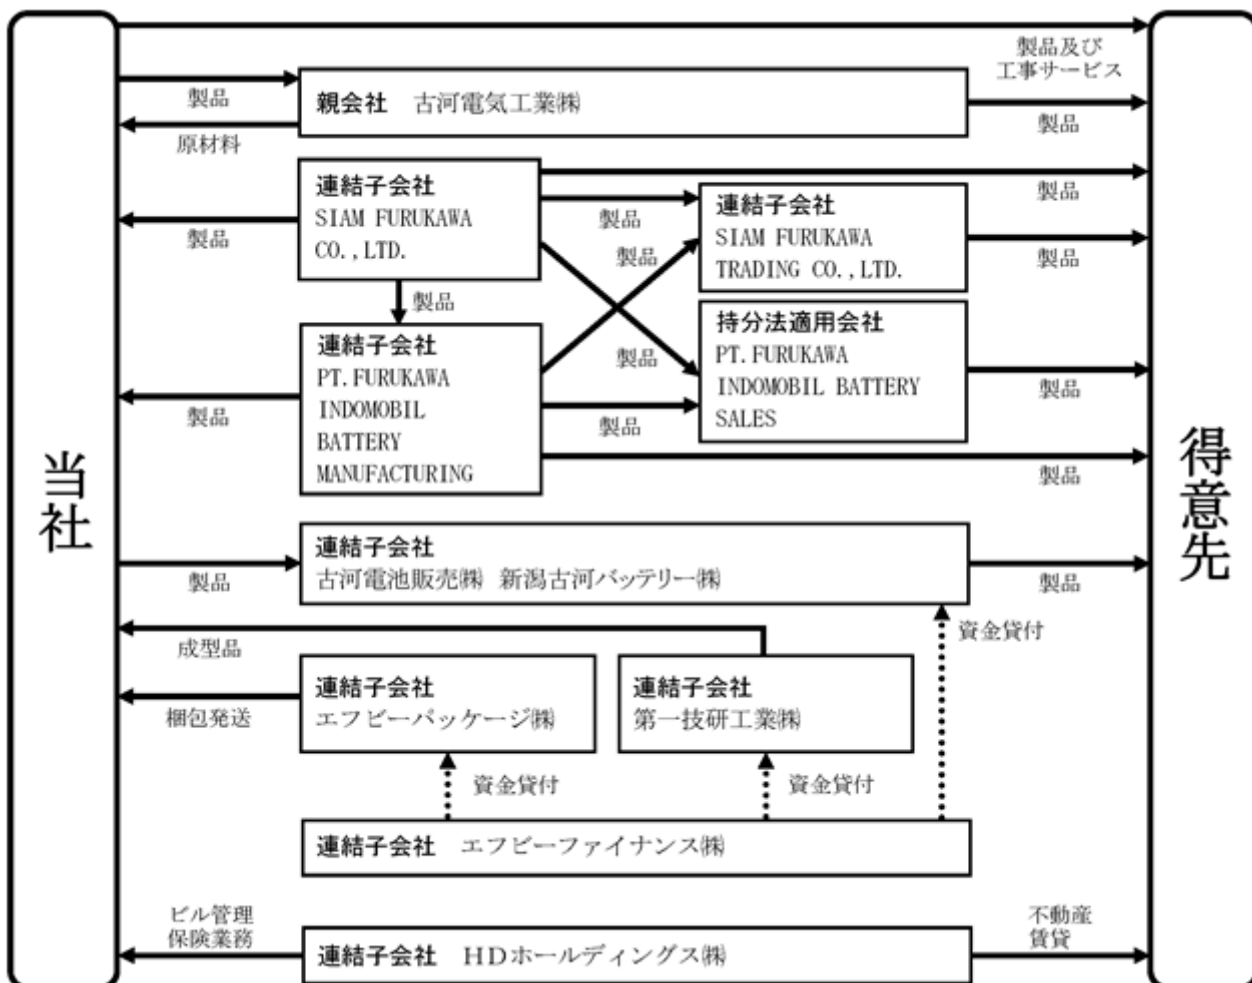 製品及び
工事サービス
製品
親会社 古河電気工業㈱
製品
原材料
連結子会社
SIAM FURUKAWA
CO.,LTD.
製品
製品
連結子会社
SIAM FURUKAWA
TRADING CO.,LTD.
製品
製品
製品
製品
連結子会社
PT.FURUKAWA
INDOMOBIL
BATTERY
MANUFACTURING
製品
製品
持分法適用会社
PT.FURUKAWA
INDOMOBIL BATTERY
SALES
製品
製品
製品
製品
当社
得意先
連結子会社
古河電池販売㈱ 新潟古河バッテリー㈱
製品
製品
資金貸付
成型品
連結子会社
エフビーパッケージ㈱
梱包発送
連結子会社
第一技研工業㈱
資金貸付
資金貸付
連結子会社 エフビーファイナンス㈱
ビル管理
保険業務
連結子会社 HDホールディングス㈱
不動産
賃貸